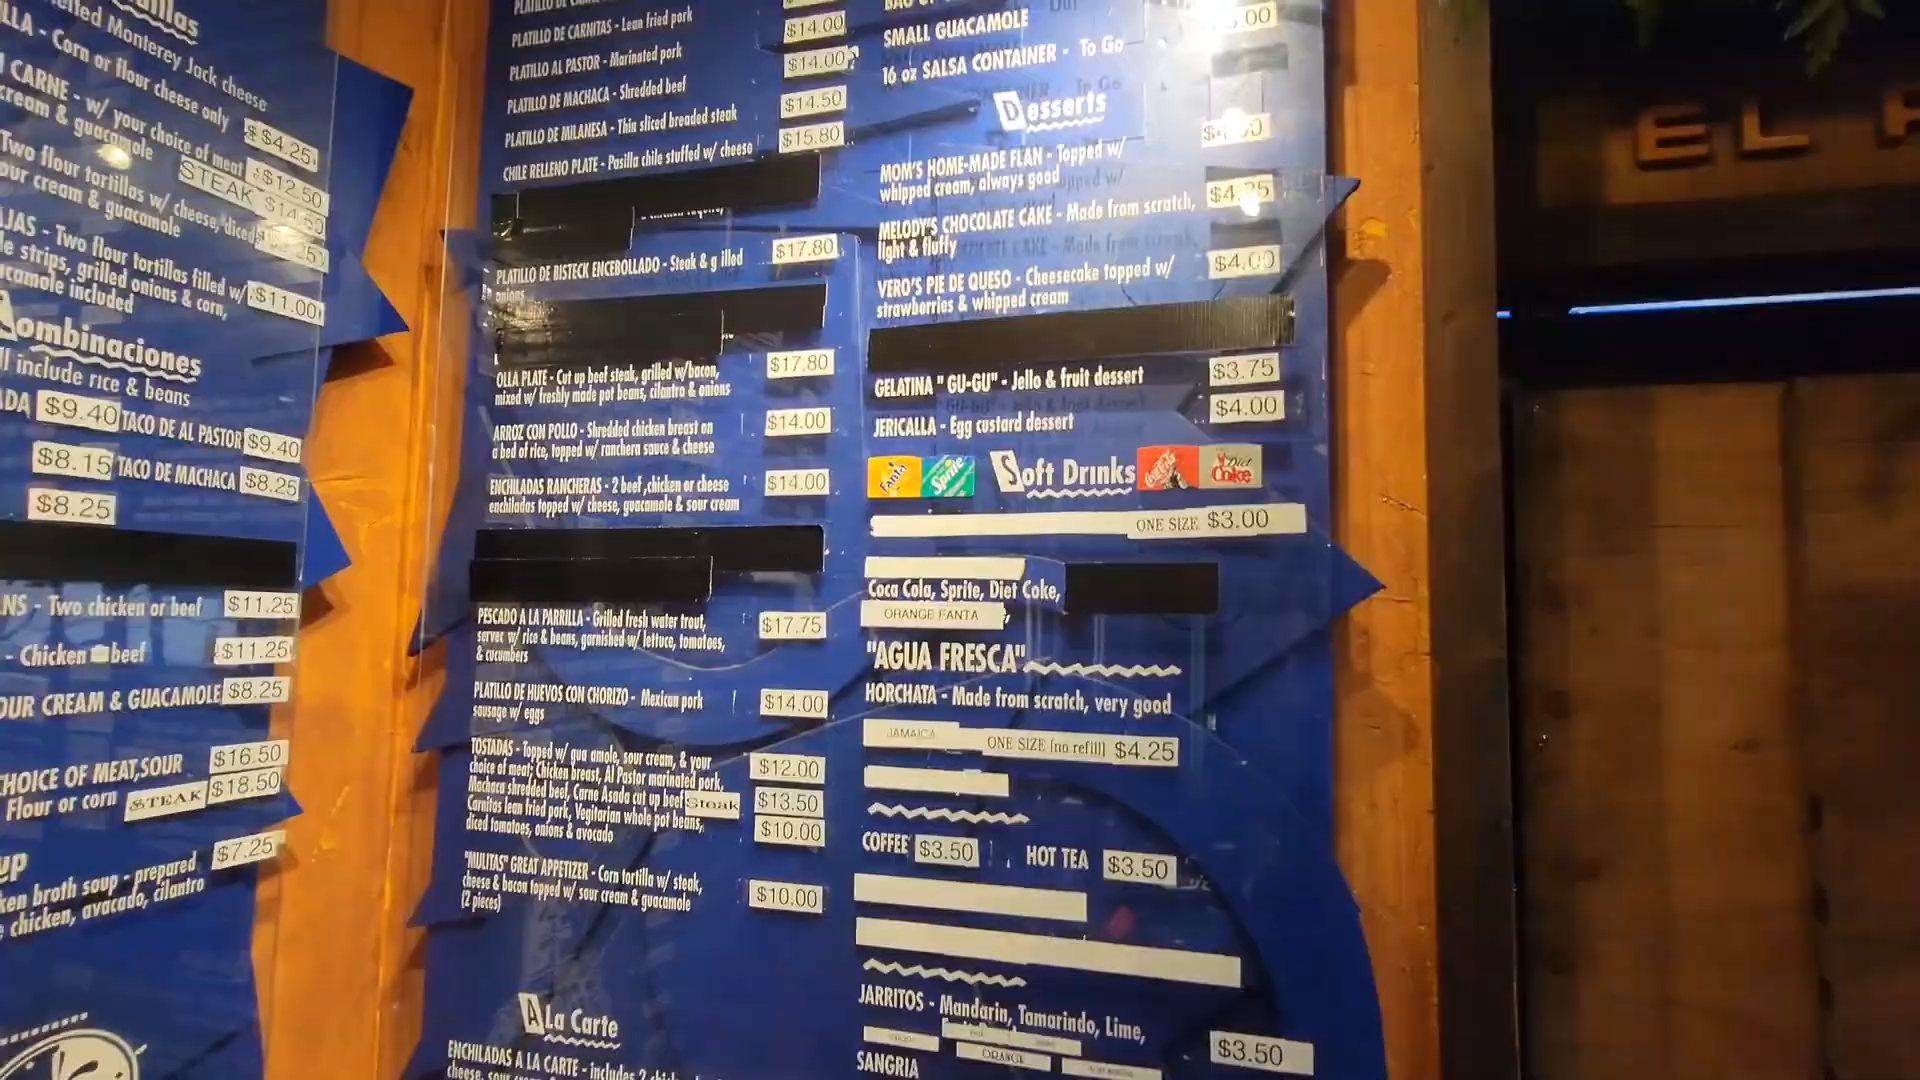 Monterey Jack cheese
- Corn or flour cheese only
$4.25
CARNE - w/ your choice of meat
cream & guacamole
$12.50
STEAK
Two flour tortillas w/ cheese, diced
sour cream & guacamole
- Two flour tortillas filled w/
strips, grilled onions & corn,
$11.00
included
Combinaciones
include rice & beans
$9.40
TACO DE AL PASTOR
$9.40
$8.15
TACO DE MACHACA
$8.25
$8.25
- Two chicken or beef
$11.25
- Chicken beef
$11.25
& GUACAMOLE
$8.25
CHOICE OF MEAT,SOUR
$16.50
Flour or corn
STEAK
$18.50
$7.25
broth soup - prepared
chicken, avacado, cilantro
PLATILLO DE CARNITAS - Lean fried pork
$14.00
PLATILLO AL PASTOR - Marinated pork
$14.00
PLATILLO DE MACHACA - Shredded beef
$14.50
PLATILLO DE MILANESA - Thin sliced breaded steak
$15.80
CHILE RELLENO PLATE - Pasilla chile stuffed w/ cheese
PLATILLO DE BISTECK ENCEBOLLADO - Steak & g illed
$17.80
onions
OLLA PLATE - Cut up beef steak, grilled w/bacon,
$17.80
mixed w/ freshly made pot beans, cilantro & onions
ARROZ CON POLLO - Shredded chicken breast on
$14.00
a bed of rice, topped w/ ranchera sauce & cheese
ENCHILADAS RANCHERAS - 2 beef ,chicken or cheese
$14.00
enchiladas topped w/ cheese, guacamole & sour cream
PESCADO A LA PARRILLA - Grilled fresh water trout,
$17.75
server w/ rice & beans, garnished w/ lettuce, tomatoes,
& cucumbers
PLATILLO DE HUEVOS CON CHORIZO - Mexican pork
$14.00
sausage w/ eggs
TOSTADAS - Topped w/ gua amole, sour cream, & your
$12.00
choice of meat; Chicken breast, Al Pastor marinated pork,
Machaca shredded beef, Carne Asada cut up beef
Steak
$13.50
Carnitas lean fried pork, Vegitarian whole pot beans,
$10.00
diced tomatoes, onions & avocado
"MULITAS" GREAT APPETIZER - Corn tortilla w/ steak,
cheese & bacon topped w/ sour cream & guacamole
$10.00
(2 pieces)
A La Carte
ENCHILADAS A LA CARTE - includes 2
SMALL GUACAMOLE
16 oz SALSA CONTAINER - To Go
Desserts
MOM'S HOME-MADE FLAN - Topped w/
whipped cream, always good
MELODY'S CHOCOLATE CAKE - Made from scratch,
light & fluffy
VERO'S PIE DE QUESO - Cheesecake topped w/
$4.00
strawberries & whipped cream
GELATINA " GU-GU" - Jello & fruit dessert
$3.75
JERICALLA - Egg custard dessert
$4.00
Fanta
Sprite
Soft Drinks
Coca-Cola
Diet
Coke
ONE SIZE $3.00
Coca Cola, Sprite, Diet Coke,
ORANGE FANTA
"AGUA FRESCA"
HORCHATA - Made from scratch, very good
JAMAICA
ONE SIZE (no refill) $4.25
COFFEE
$3.50
HOT TEA
$3.50
JARRITOS - Mandarin, Tamarindo, Lime,
ORANGE
$3.50
SANGRIA
EL